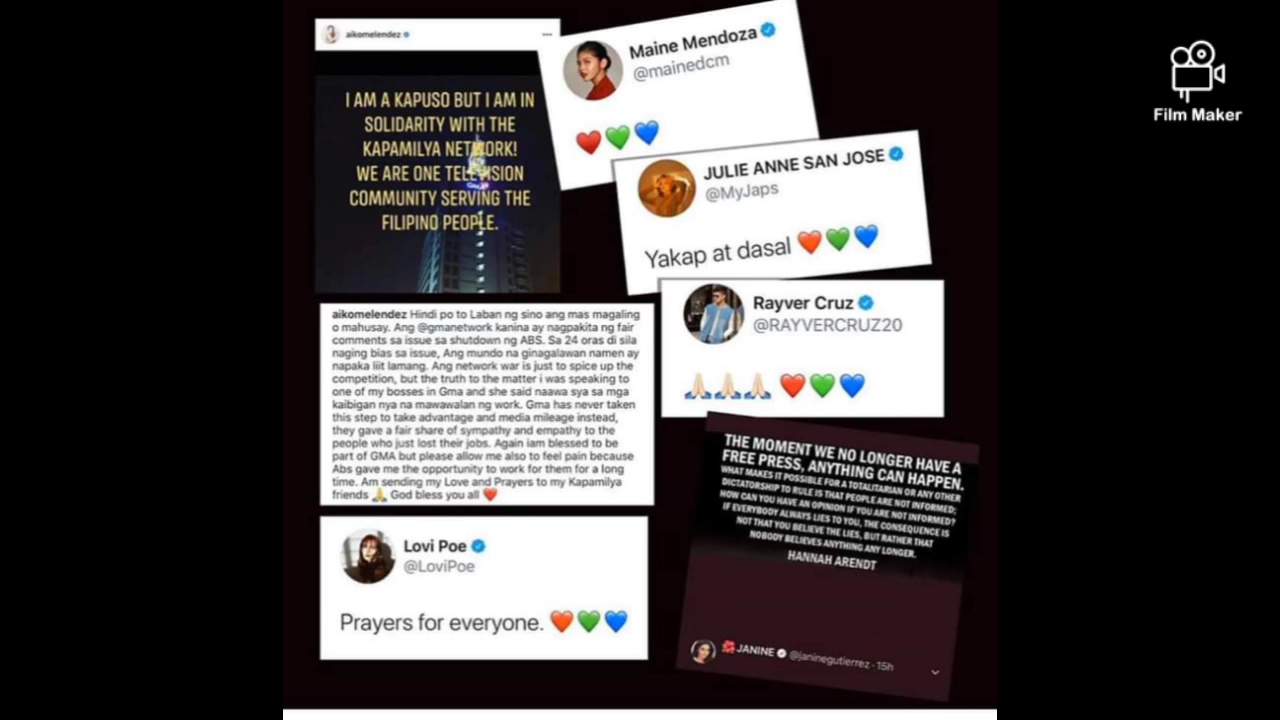 aikomelendez
I AM A KAPUSO BUT I AM IN
SOLIDARITY WITH THE
KAPAMILYA NETWORK!
WE ARE ONE TELEVISION
COMMUNITY SERVING THE
FILIPINO PEOPLE.
Maine Mendoza
@mainedcm
❤️💚💙
JULIE ANNE SAN JOSE
@MyJaps
Yakap at dasal ❤️💚💙
Rayver Cruz
@RAYVERCRUZ20
🙏🏻🙏🏻🙏🏻 ❤️💚💙
aikomelendez Hindi po to Laban ng sino ang mas magaling
o mahusay. Ang @gmanetwork kanina ay nagpakita ng fair
comments sa issue sa shutdown ng ABS. Sa 24 oras di sila
naging bias sa issue, Ang mundo na ginagalawan namen ay
napaka liit lamang. Ang network war is just to spice up the
competition, but the truth to the matter i was speaking to
one of my bosses in Gma and she said naawa sya sa mga
kaibigan nya na mawawalan ng work. Gma has never taken
this step to take advantage and media mileage instead,
they gave a fair share of sympathy and empathy to the
people who just lost their jobs. Again iam blessed to be
part of GMA but please allow me also to feel pain because
Abs gave me the opportunity to work for them for a long
time. Am sending my Love and Prayers to my Kapamilya
friends 🙏 God bless you all ❤️
Lovi Poe
@LoviPoe
Prayers for everyone. ❤️💚💙
THE MOMENT WE NO LONGER HAVE A
FREE PRESS, ANYTHING CAN HAPPEN.
WHAT MAKES IT POSSIBLE FOR A TOTALITARIAN OR ANY OTHER
DICTATORSHIP TO RULE IS THAT PEOPLE ARE NOT INFORMED;
HOW CAN YOU HAVE AN OPINION IF YOU ARE NOT INFORMED?
IF EVERYBODY ALWAYS LIES TO YOU, THE CONSEQUENCE IS
NOT THAT YOU BELIEVE THE LIES, BUT RATHER THAT
NOBODY BELIEVES ANYTHING ANY LONGER.
HANNAH ARENDT
🌺 JANINE @janinegutierrez · 15h
Film Maker